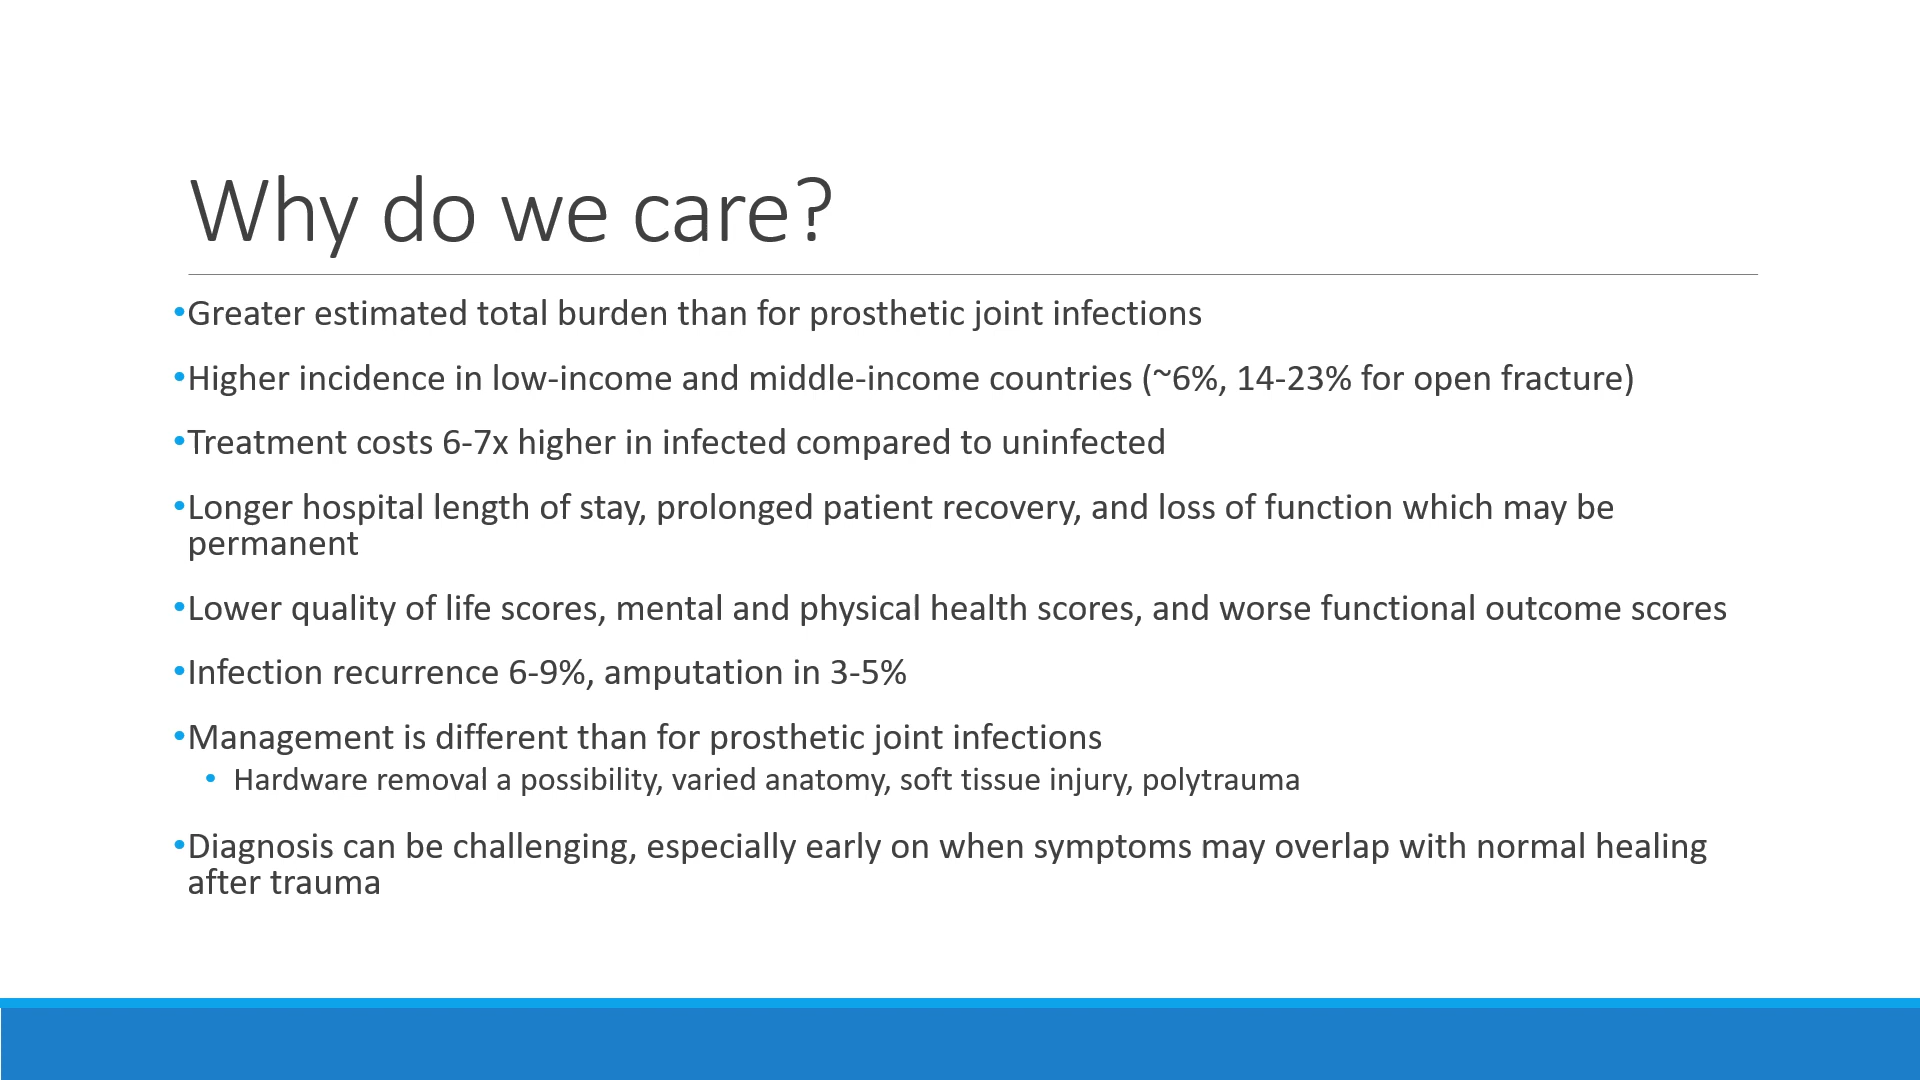 Why do we care?
•Greater estimated total burden than for prosthetic joint infections
•Higher incidence in low-income and middle-income countries (~6%, 14-23% for open fracture)
•Treatment costs 6-7x higher in infected compared to uninfected
•Longer hospital length of stay, prolonged patient recovery, and loss of function which may be
permanent
•Lower quality of life scores, mental and physical health scores, and worse functional outcome scores
•Infection recurrence 6-9%, amputation in 3-5%
•Management is different than for prosthetic joint infections
• Hardware removal a possibility, varied anatomy, soft tissue injury, polytrauma
•Diagnosis can be challenging, especially early on when symptoms may overlap with normal healing
after trauma